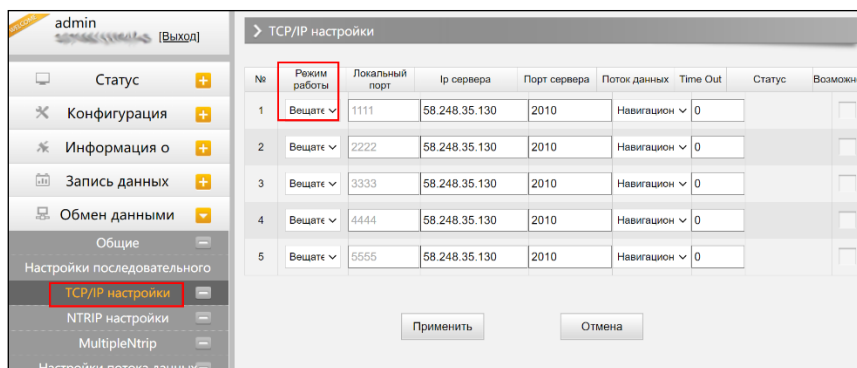 WELCOME
admin
[Выход]
Статус
Конфигурация
Информация о
Запись данных
Обмен данными
Общие
Настройки последовательного
TCP/IP настройки
NTRIP настройки
MultipleNtrip
Настройки потока данных
TCP/IP настройки
№ Режим работы Локальный порт Ip сервера Порт сервера Поток данных Time Out Статус Возможн
1 Вещате 1111 58.248.35.130 2010 Навигацион 0
2 Вещате 2222 58.248.35.130 2010 Навигацион 0
3 Вещате 3333 58.248.35.130 2010 Навигацион 0
4 Вещате 4444 58.248.35.130 2010 Навигацион 0
5 Вещате 5555 58.248.35.130 2010 Навигацион 0
Применить Отмена